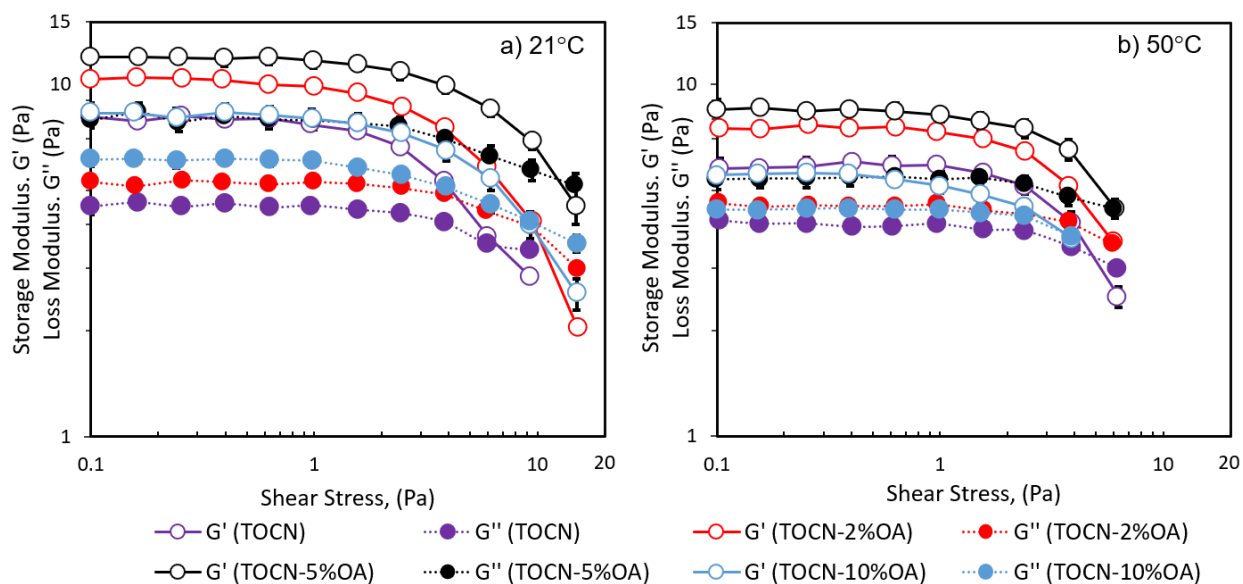 Storage Modulus. G' (Pa)
Loss Modulus. G'' (Pa)
15
10
1
a) 21°C
0.1
1
10
20
Shear Stress, (Pa)
Storage Modulus. G' (Pa)
Loss Modulus. G'' (Pa)
15
10
1
b) 50°C
0.1
1
10
20
Shear Stress, (Pa)
G' (TOCN)
G'' (TOCN)
G' (TOCN-2%OA)
G'' (TOCN-2%OA)
G' (TOCN-5%OA)
G'' (TOCN-5%OA)
G' (TOCN-10%OA)
G'' (TOCN-10%OA)